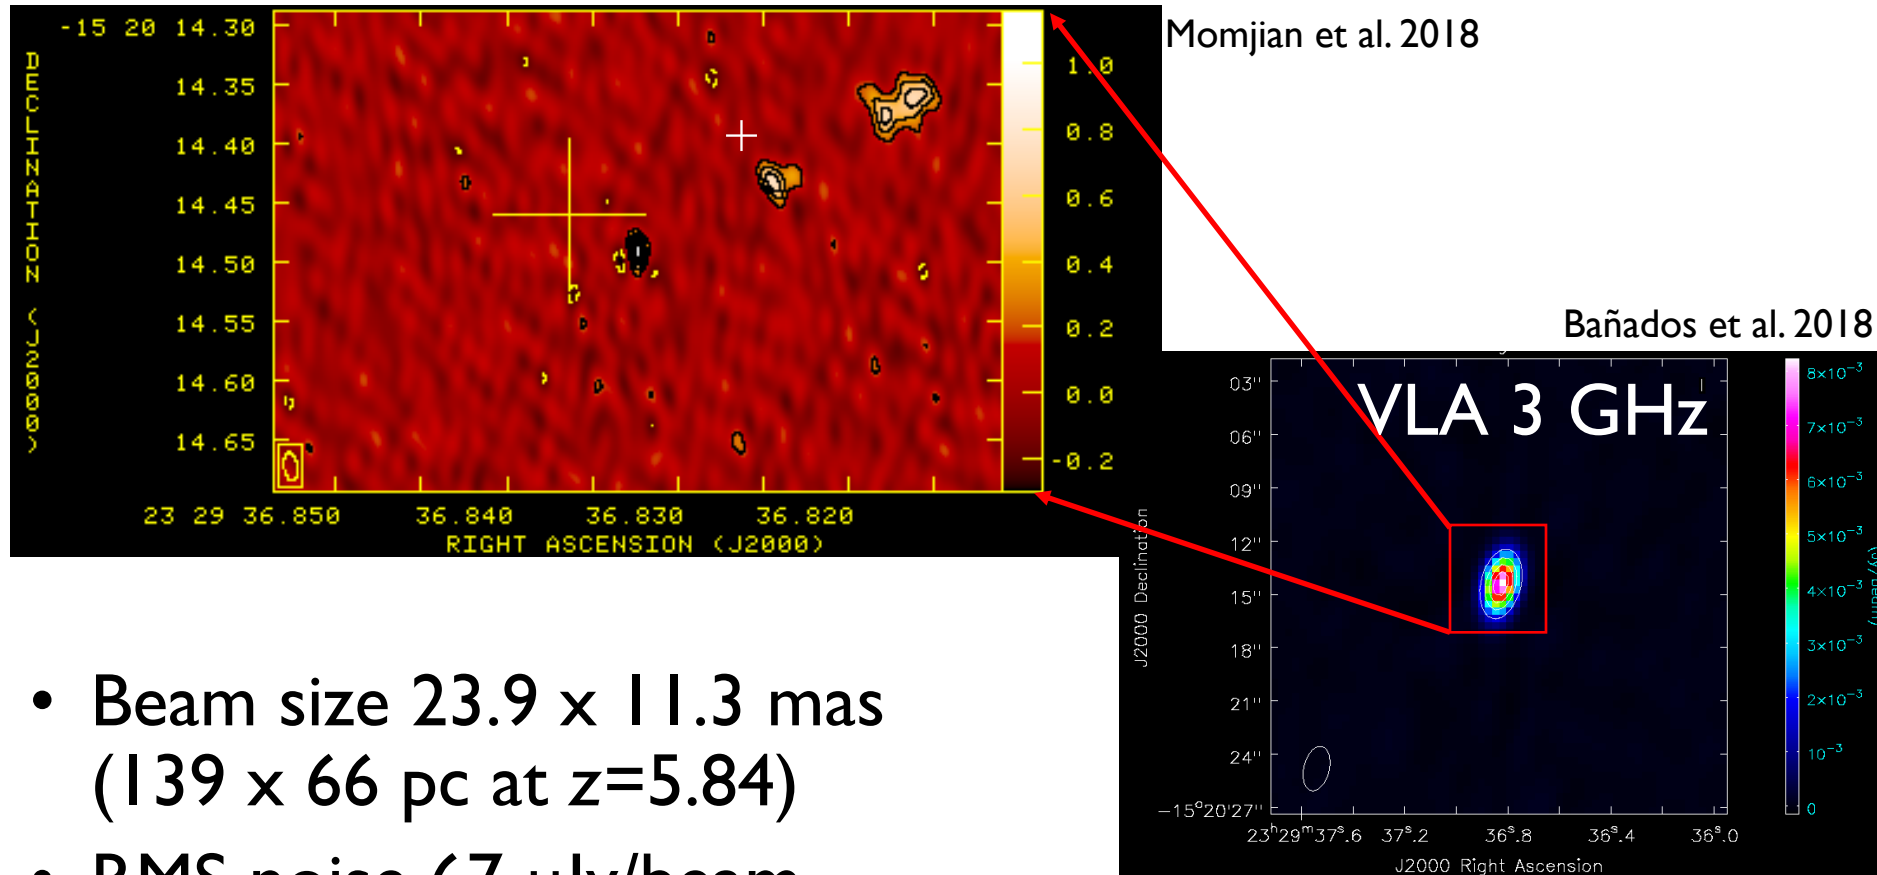 Momjian et al. 2018
-15 20 14.30
14.35
14.40
14.45
14.50
14.55
14.60
14.65
DECLINATION (J2000)
1.0
0.8
0.6
0.4
0.2
0.0
-0.2
23 29 36.850 36.840 36.830 36.820
RIGHT ASCENSION (J2000)
Bañados et al. 2018
VLA 3 GHz
03"
06"
09"
12"
15"
18"
21"
24"
−15°20'27"
J2000 Declination
8×10⁻³
7×10⁻³
6×10⁻³
5×10⁻³
4×10⁻³
3×10⁻³
2×10⁻³
10⁻³
0
23ʰ29ᵐ37ˢ.6 37ˢ.2 36ˢ.8 36ˢ.4 36ˢ.0
J2000 Right Ascension
• Beam size 23.9 x 11.3 mas
(139 x 66 pc at z=5.84)
• RMS noise 67 μJy/beam